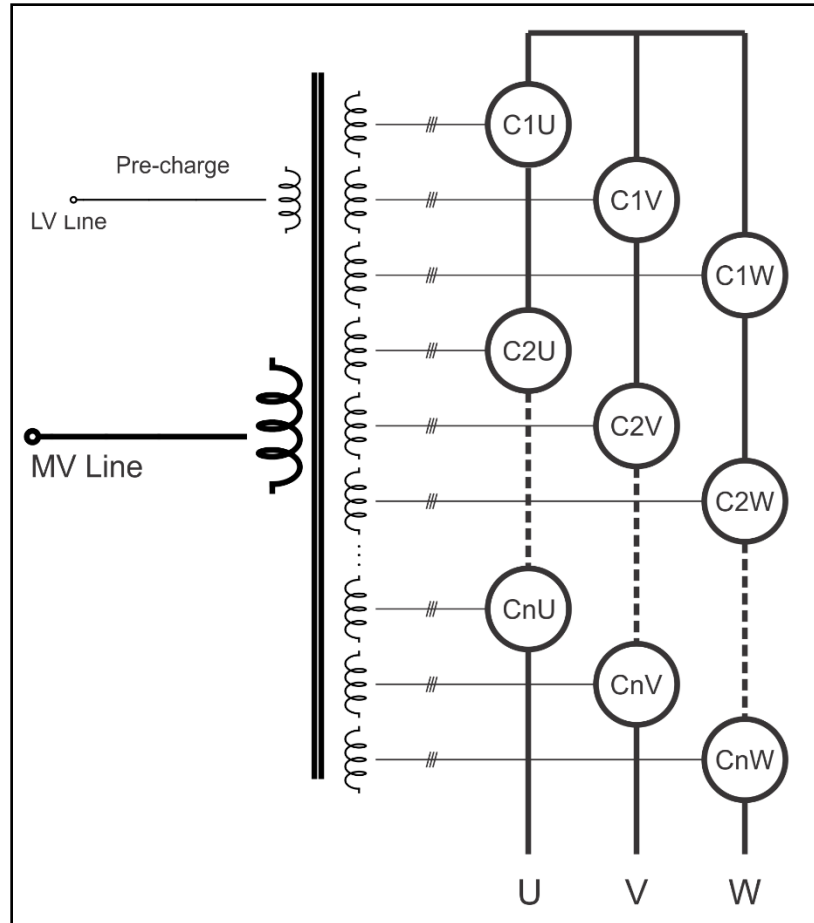 Pre-charge
LV Line
MV Line
C1U
C1V
C1W
C2U
C2V
C2W
CnU
CnV
CnW
U V W